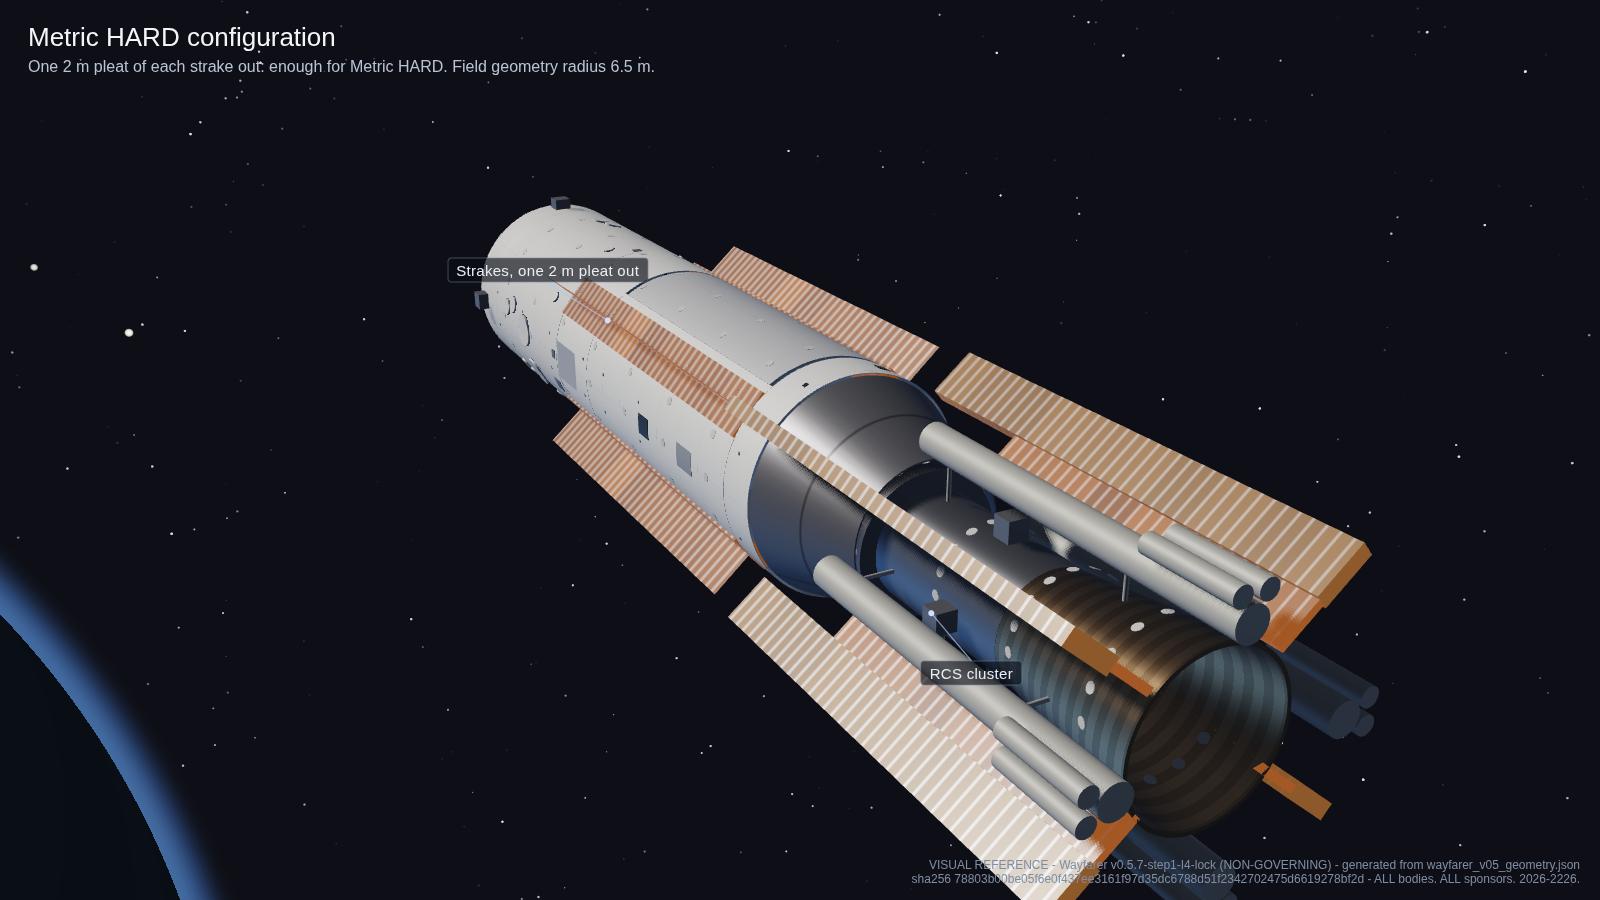 Metric HARD configuration
One 2 m pleat of each strake out: enough for Metric HARD. Field geometry radius 6.5 m.
Strakes, one 2 m pleat out
RCS cluster
VISUAL REFERENCE - Wayfarer v0.5.7-step1-I4-lock (NON-GOVERNING) - generated from wayfarer_v05_geometry.json
sha256 - ALL bodies. ALL sponsors. 2026-2226.